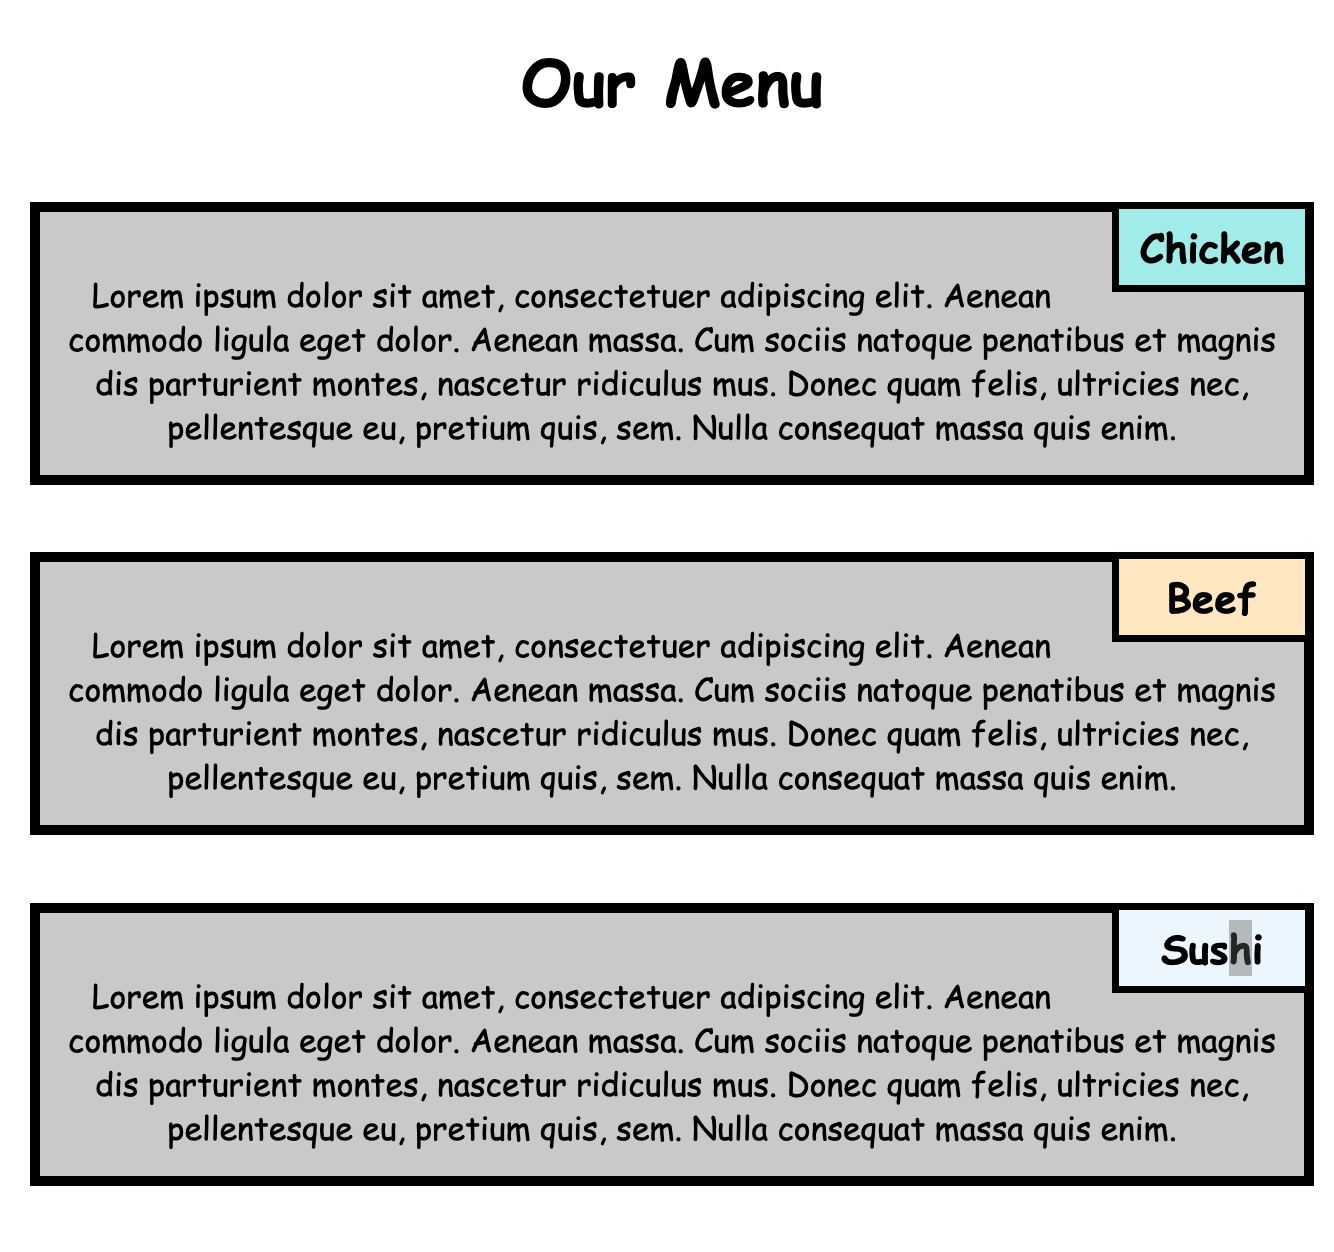 Our Menu
Chicken
Lorem ipsum dolor sit amet, consectetuer adipiscing elit. Aenean
commodo ligula eget dolor. Aenean massa. Cum sociis natoque penatibus et magnis
dis parturient montes, nascetur ridiculus mus. Donec quam felis, ultricies nec,
pellentesque eu, pretium quis, sem. Nulla consequat massa quis enim.
Beef
Lorem ipsum dolor sit amet, consectetuer adipiscing elit. Aenean
commodo ligula eget dolor. Aenean massa. Cum sociis natoque penatibus et magnis
dis parturient montes, nascetur ridiculus mus. Donec quam felis, ultricies nec,
pellentesque eu, pretium quis, sem. Nulla consequat massa quis enim.
Sushi
Lorem ipsum dolor sit amet, consectetuer adipiscing elit. Aenean
commodo ligula eget dolor. Aenean massa. Cum sociis natoque penatibus et magnis
dis parturient montes, nascetur ridiculus mus. Donec quam felis, ultricies nec,
pellentesque eu, pretium quis, sem. Nulla consequat massa quis enim.